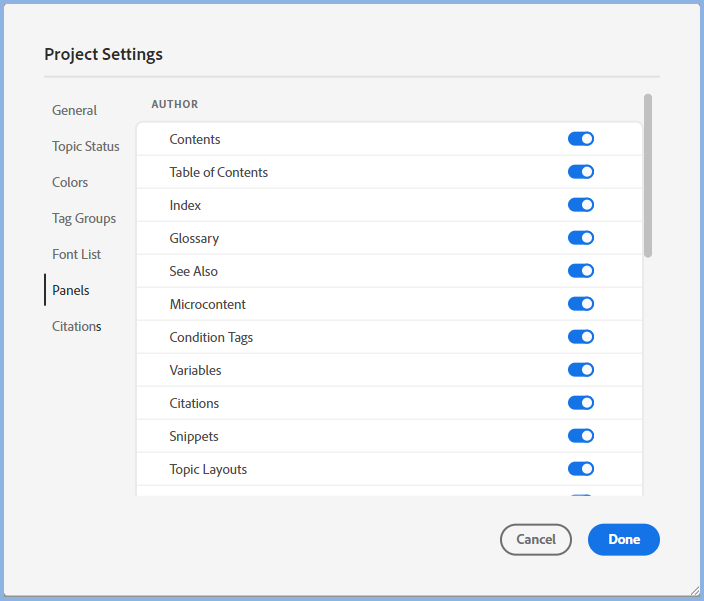 Project Settings
General
Topic Status
Colors
Tag Groups
Font List
Panels
Citations
AUTHOR
Contents
Table of Contents
Index
Glossary
See Also
Microcontent
Condition Tags
Variables
Citations
Snippets
Topic Layouts
Cancel
Done